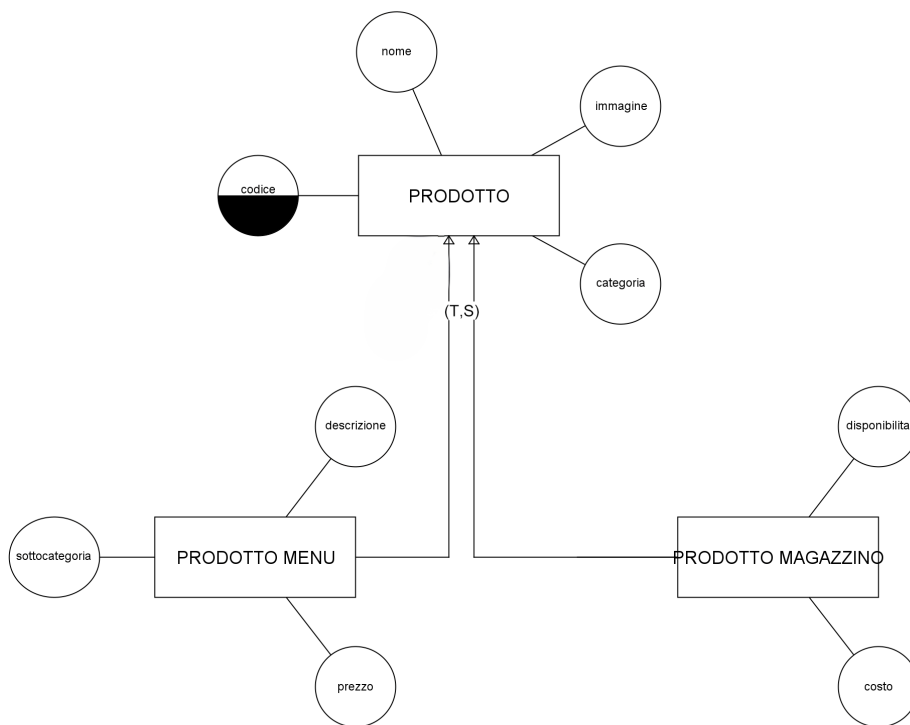 nome
immagine
codice
PRODOTTO
categoria
(T,S)
descrizione
disponibilita
sottocategoria
PRODOTTO MENU
PRODOTTO MAGAZZINO
prezzo
costo